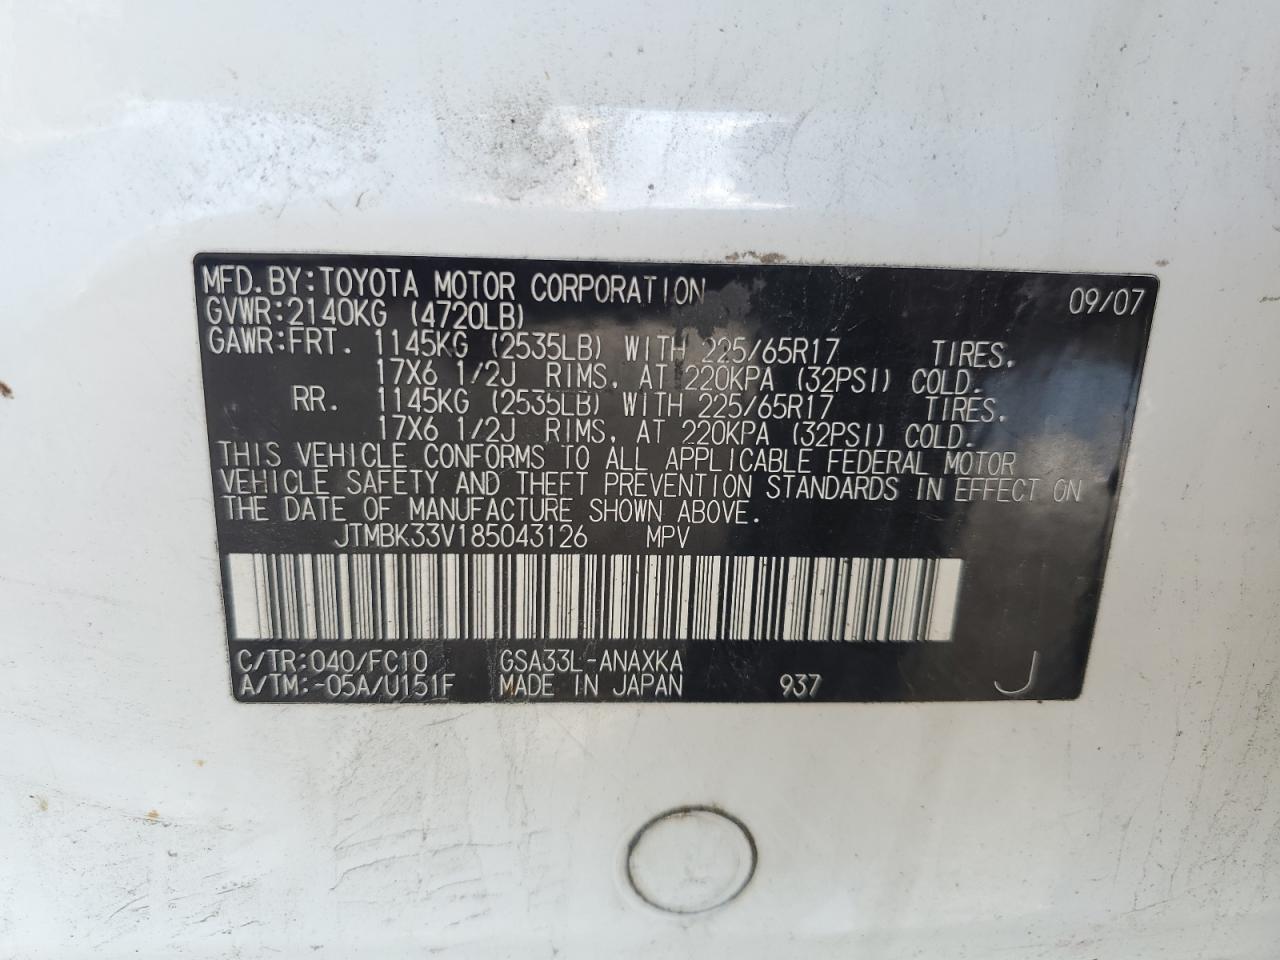 MFD. BY: TOYOTA MOTOR CORPORATION 09/07
GVWR: 2140KG (4720LB)
GAWR: FRT. 1145KG (2535LB) WITH 225/65R17 TIRES,
17X6 1/2J RIMS, AT 220KPA (32PSI) COLD.
RR. 1145KG (2535LB) WITH 225/65R17 TIRES,
17X6 1/2J RIMS, AT 220KPA (32PSI) COLD.
THIS VEHICLE CONFORMS TO ALL APPLICABLE FEDERAL MOTOR
VEHICLE SAFETY AND THEFT PREVENTION STANDARDS IN EFFECT ON
THE DATE OF MANUFACTURE SHOWN ABOVE.
JTMBK33V185043126 MPV
C/TR: 040/FC10 GSA33L-ANAXKA
A/TM: -05A/U151F MADE IN JAPAN 937 J